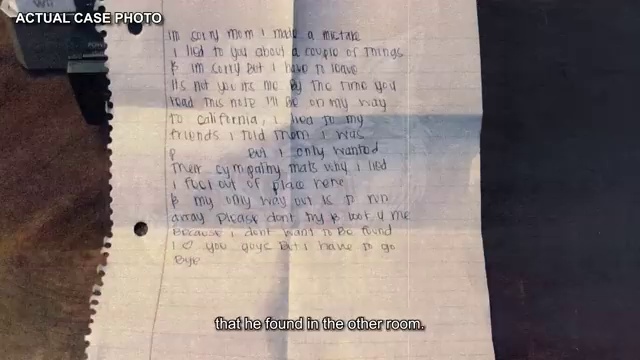 ACTUAL CASE PHOTO
Im sorry mom I made a mistake
I lied to you about a couple of things
& im sorry But I have to leave
its not you its me By the time you
read this note I'll be on my way
to california, I lied to my
friends I told them I was
But I only wanted
their sympathy thats why I lied
I feel out of place here
& my only way out is to run
away please dont try & look 4 me
Because I dont want to Be found
I <3 you guys But I have to go
Bye
that he found in the other room.